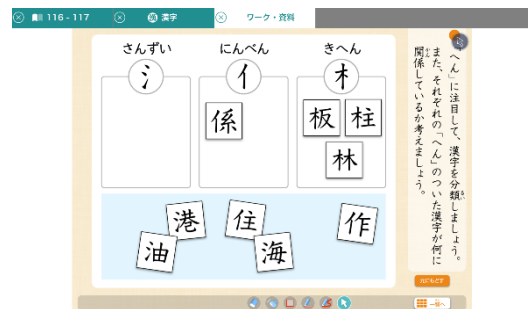 116 - 117
漢 漢字
ワーク・資料
「へん」に注目して、漢字を分類しましょう。
また、それぞれの「へん」のついた漢字が何に
関係しているか考えましょう。
きへん
木
板 柱
林
にんべん
亻
係
さんずい
氵
港 住 作
油 海
はじめにもどす
一覧へ